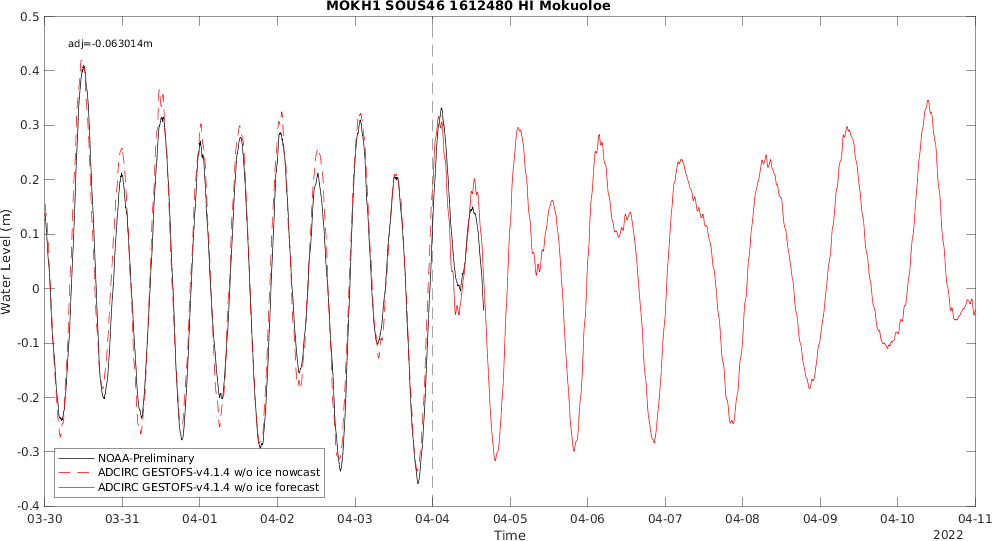 MOKH1 SOUS46 1612480 HI Mokuoloe
adj=-0.063014m
0.5
0.4
0.3
0.2
0.1
0
-0.1
-0.2
-0.3
-0.4
Water Level (m)
NOAA-Preliminary
ADCIRC GESTOFS-v4.1.4 w/o ice nowcast
ADCIRC GESTOFS-v4.1.4 w/o ice forecast
03-30 03-31 04-01 04-02 04-03 04-04 04-05 04-06 04-07 04-08 04-09 04-10 04-11
Time
2022